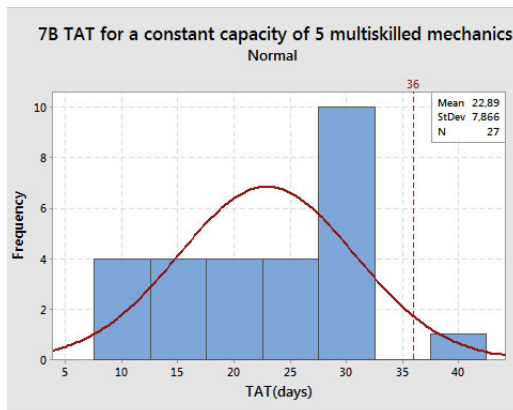 7B TAT for a constant capacity of 5 multiskilled mechanics
Normal
36
Mean 22,89
StDev 7,866
N 27
10
8
6
4
2
0
Frequency
5 10 15 20 25 30 35 40
TAT(days)